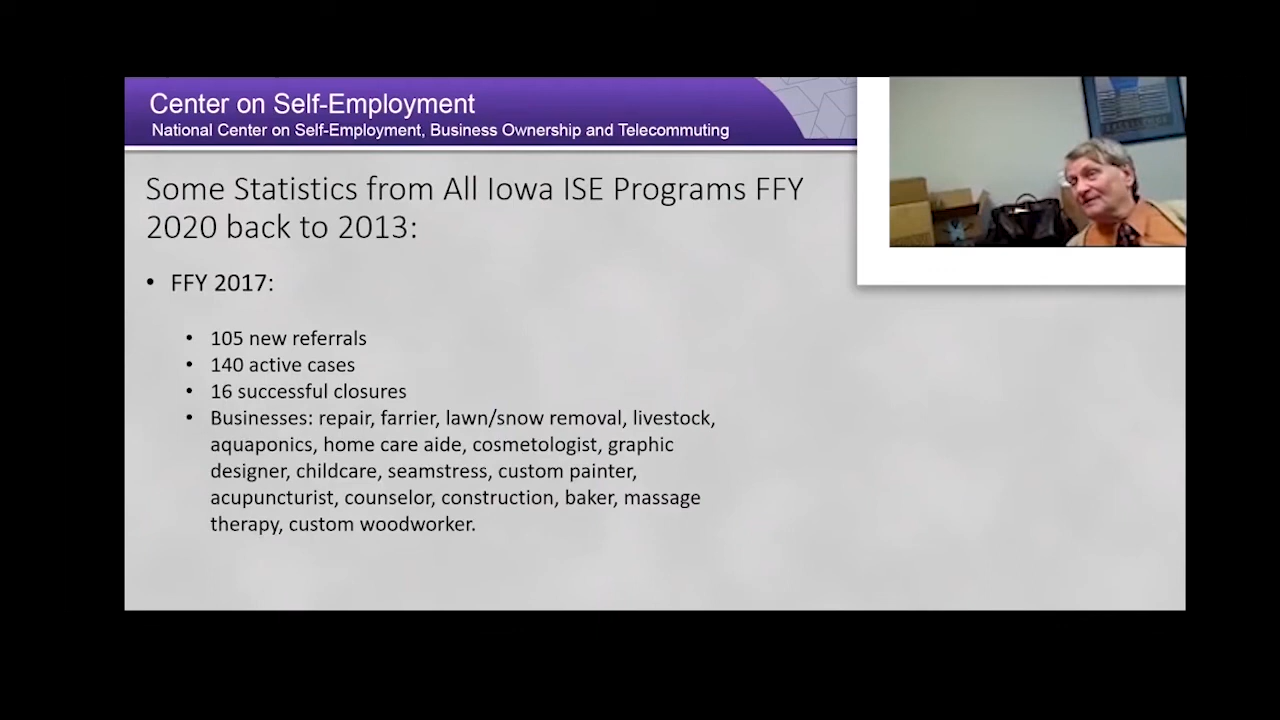 Center on Self-Employment
National Center on Self-Employment, Business Ownership and Telecommuting
Some Statistics from All Iowa ISE Programs FFY
2020 back to 2013:
• FFY 2017:
• 105 new referrals
• 140 active cases
• 16 successful closures
• Businesses: repair, farrier, lawn/snow removal, livestock,
aquaponics, home care aide, cosmetologist, graphic
designer, childcare, seamstress, custom painter,
acupuncturist, counselor, construction, baker, massage
therapy, custom woodworker.